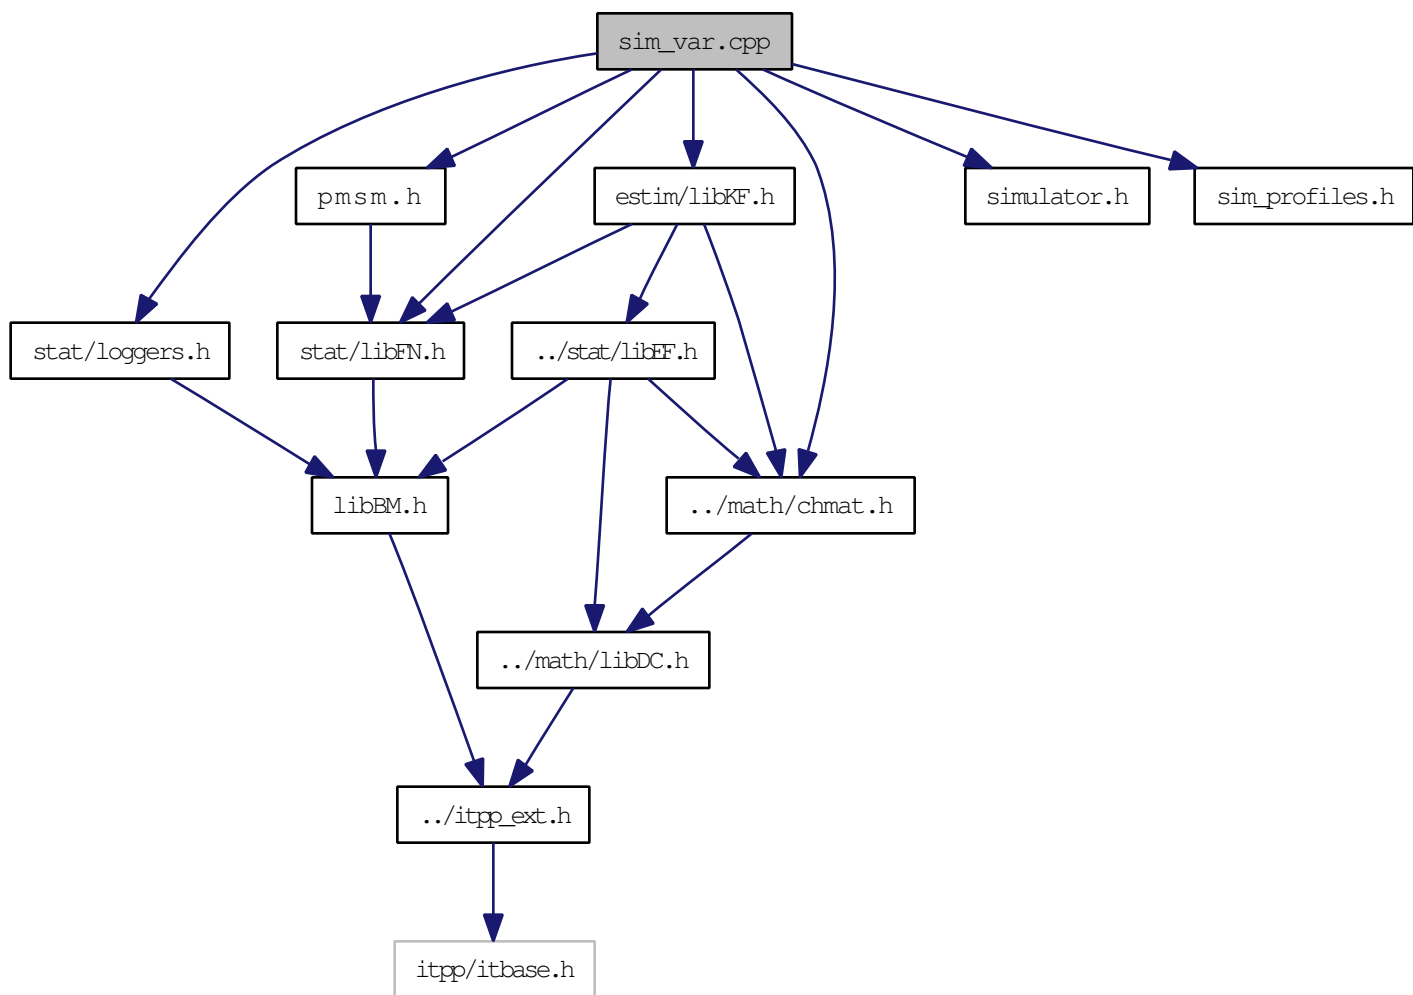 sim_var.cpp
pmsm.h
estim/libKF.h
simulator.h
sim_profiles.h
stat/loggers.h
stat/libFN.h
../stat/libEF.h
libBM.h
../math/chmat.h
../math/libDC.h
../itpp_ext.h
itpp/itbase.h